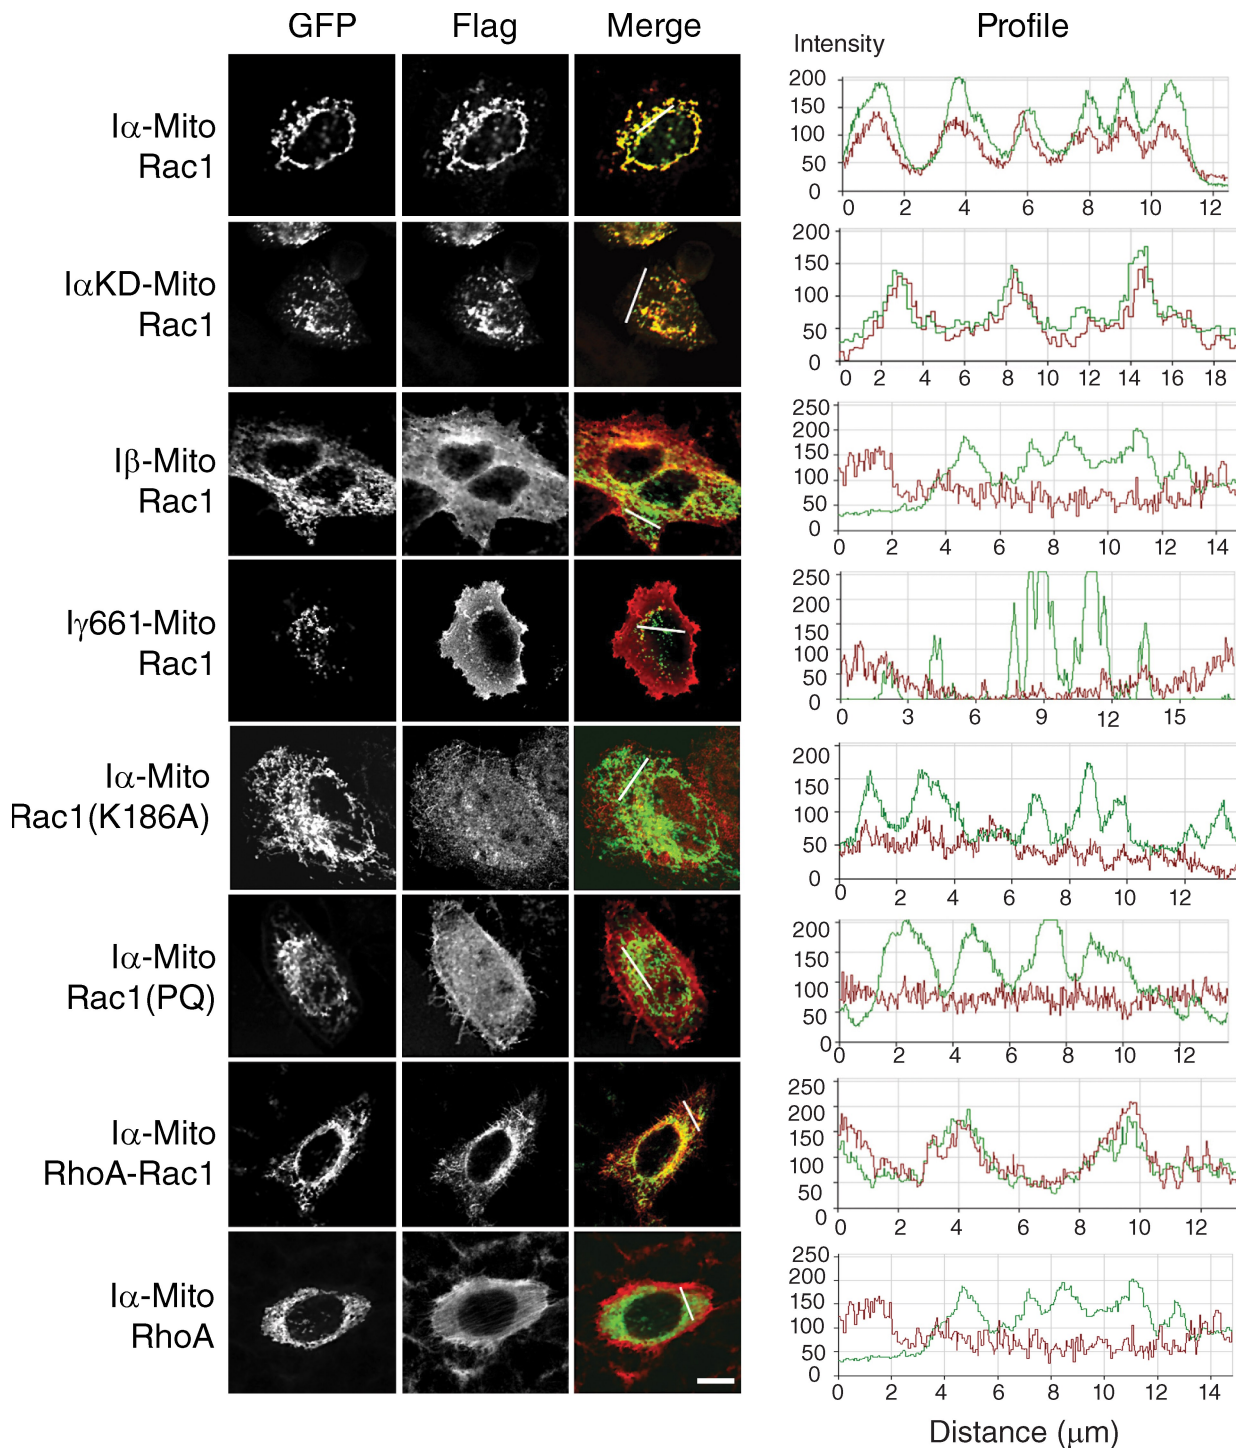 GFP Flag Merge Profile
Intensity
Iα-Mito
Rac1
200
150
100
50
0
0 2 4 6 8 10 12
IαKD-Mito
Rac1
200
150
100
50
0
0 2 4 6 8 10 12 14 16 18
Iβ-Mito
Rac1
250
200
150
100
50
0
0 2 4 6 8 10 12 14
Iγ661-Mito
Rac1
250
200
150
100
50
0
0 3 6 9 12 15
Iα-Mito
Rac1(K186A)
200
150
100
50
0
0 2 4 6 8 10 12
Iα-Mito
Rac1(PQ)
200
150
100
50
0
0 2 4 6 8 10 12
Iα-Mito
RhoA-Rac1
250
200
150
100
50
0
0 2 4 6 8 10 12
Iα-Mito
RhoA
250
200
150
100
50
0
0 2 4 6 8 10 12 14
Distance (μm)